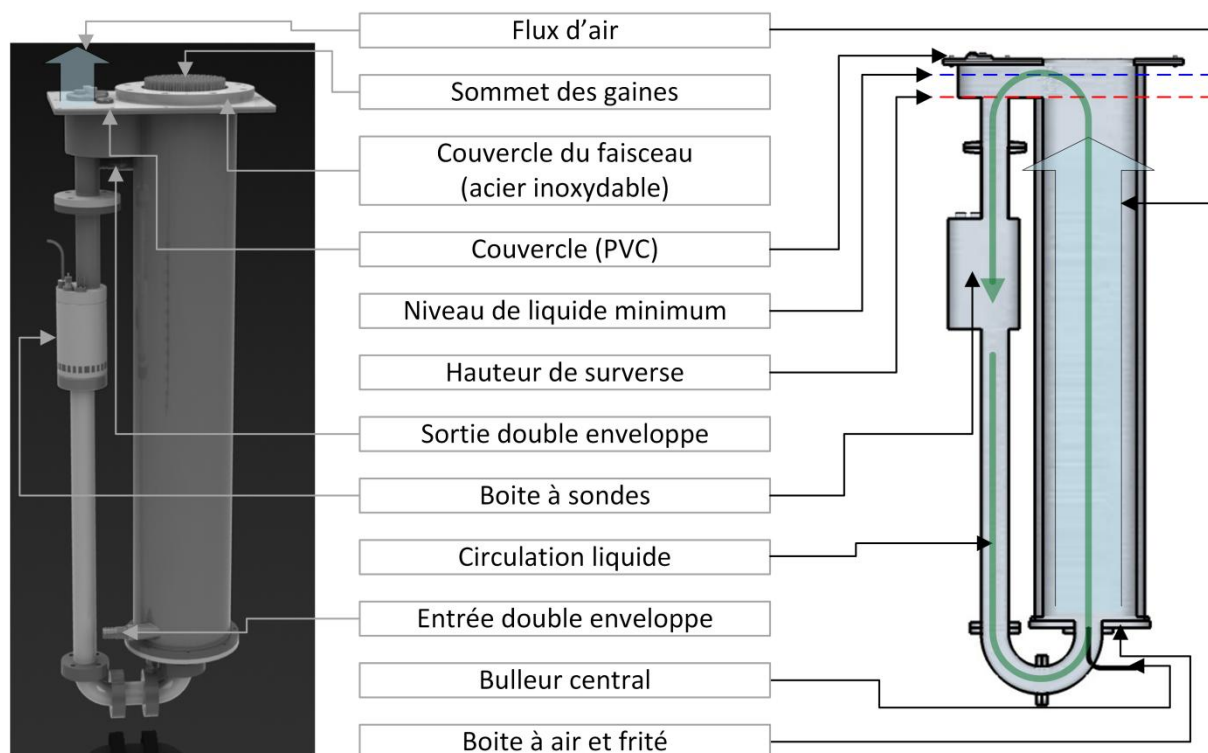 Flux d’air
Sommet des gaines
Couvercle du faisceau
(acier inoxydable)
Couvercle (PVC)
Niveau de liquide minimum
Hauteur de surverse
Sortie double enveloppe
Boite à sondes
Circulation liquide
Entrée double enveloppe
Bulleur central
Boite à air et frité